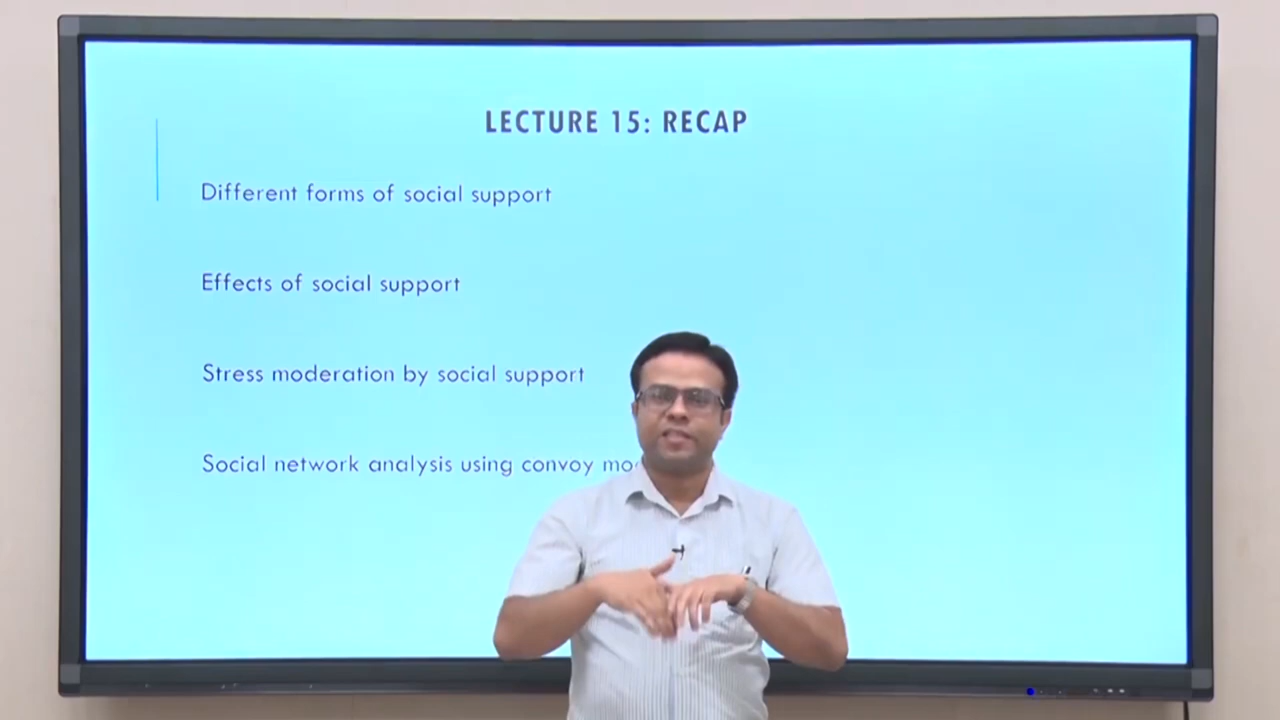 LECTURE 15: RECAP
Different forms of social support
Effects of social support
Stress moderation by social support
Social network analysis using convoy